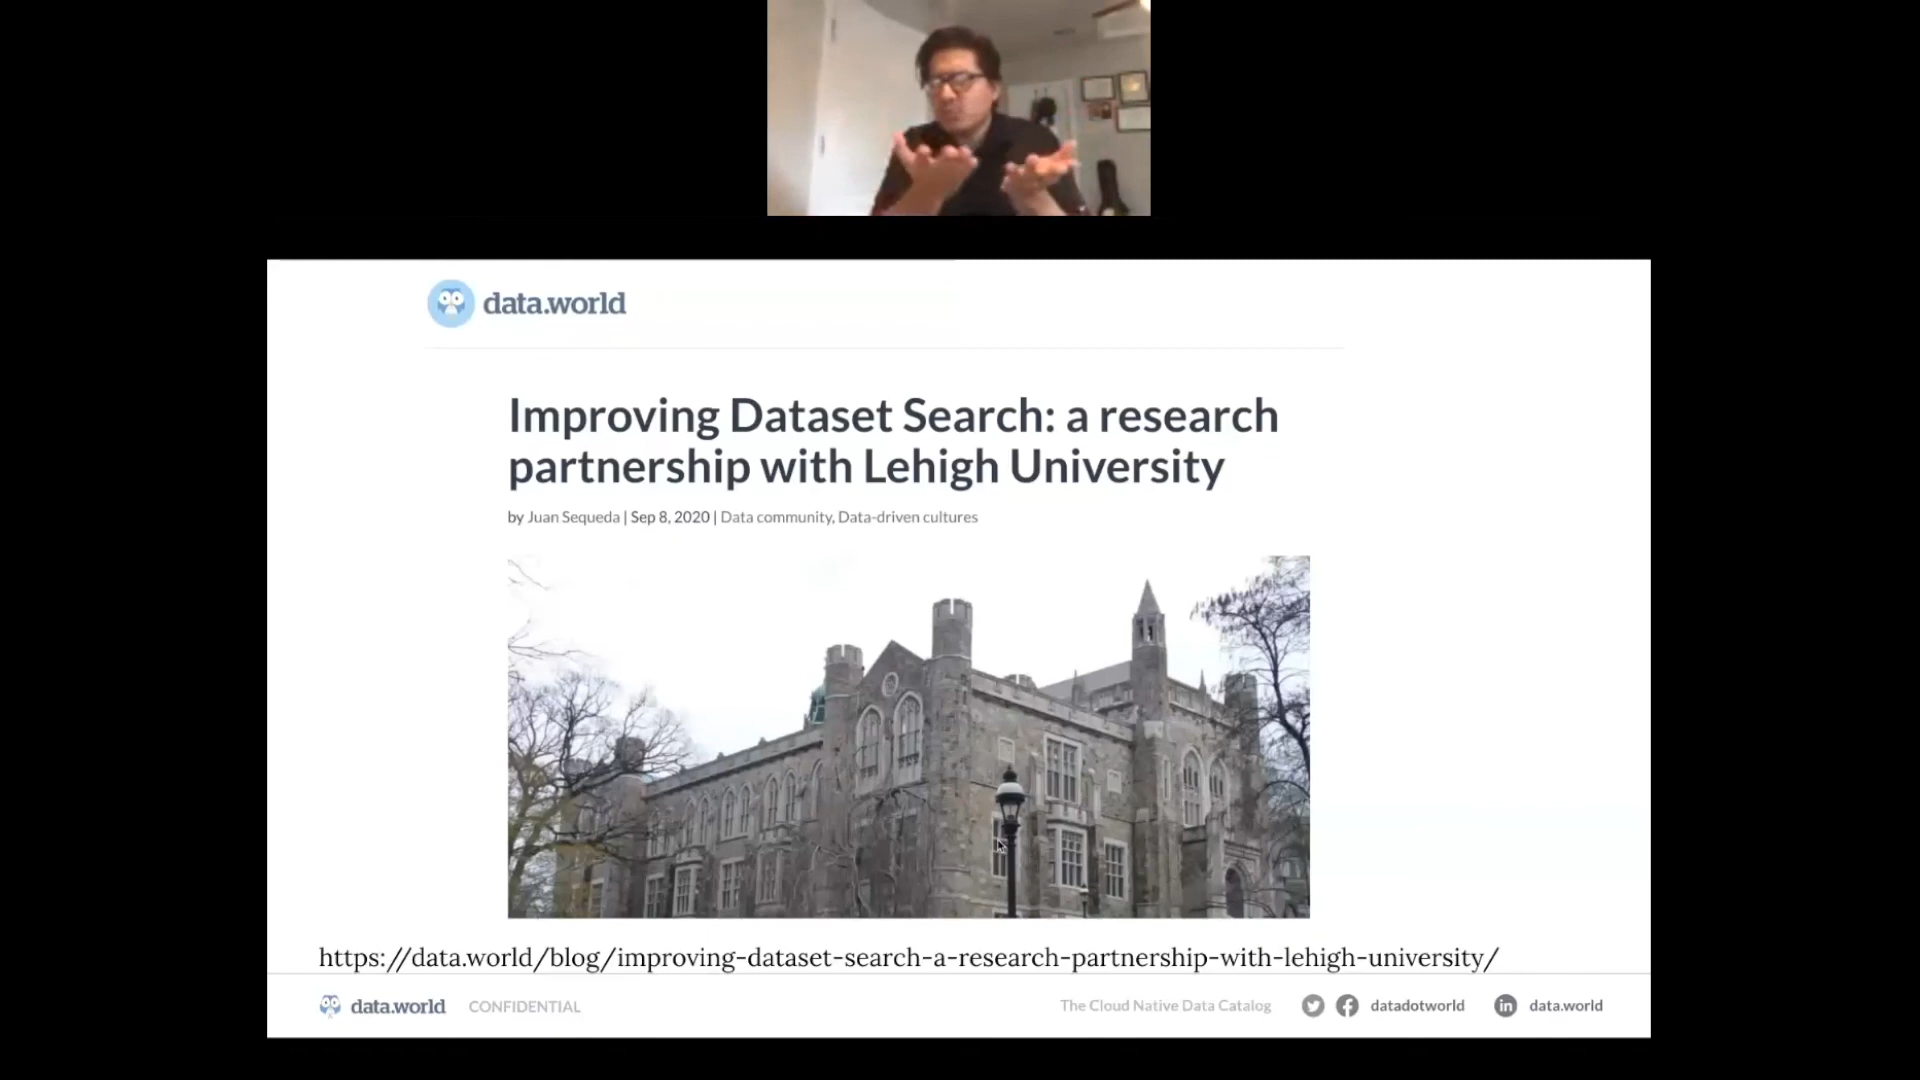 data.world
Improving Dataset Search: a research
partnership with Lehigh University
by Juan Sequeda | Sep 8, 2020 | Data community, Data-driven cultures
https://data.world/blog/improving-dataset-search-a-research-partnership-with-lehigh-university/
data.world CONFIDENTIAL The Cloud Native Data Catalog datadotworld in data.world